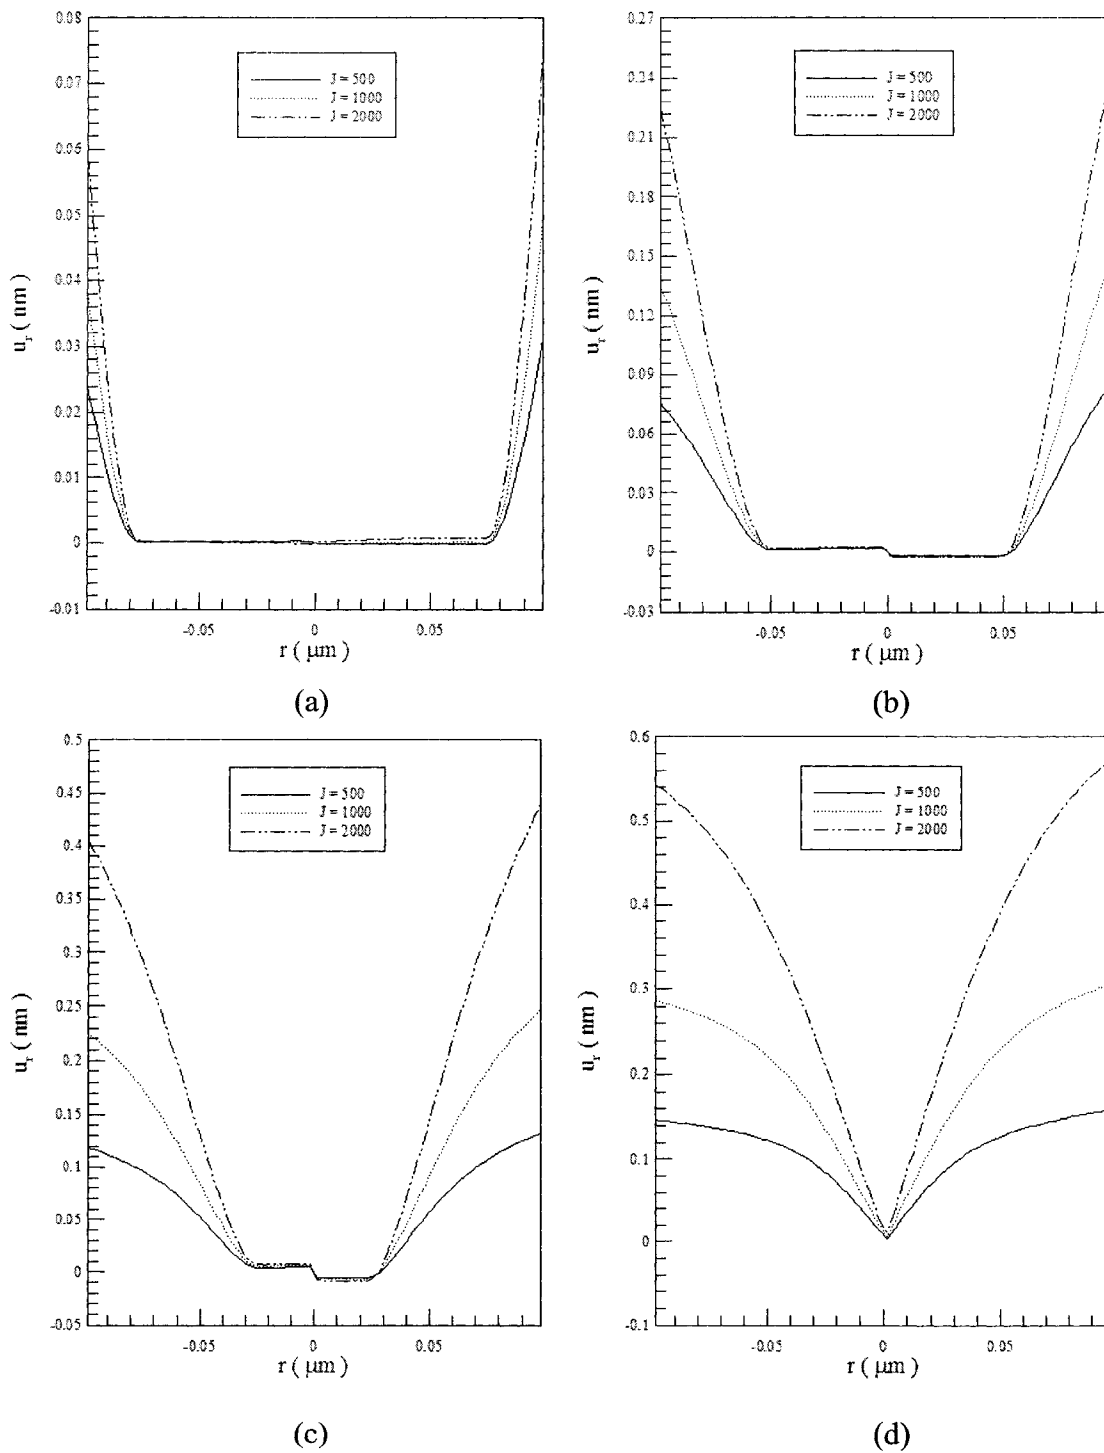 0.08
0.07
0.06
0.05
0.04
0.03
0.02
0.01
0
-0.01
u_r ( nm )
J = 500
J = 1000
J = 2000
-0.05 0 0.05
r ( μm )
(a)
0.27
0.24
0.21
0.18
0.15
0.12
0.09
0.06
0.03
0
-0.03
u_r ( nm )
J = 500
J = 1000
J = 2000
-0.05 0 0.05
r ( μm )
(b)
0.5
0.45
0.4
0.35
0.3
0.25
0.2
0.15
0.1
0.05
0
-0.05
u_r ( nm )
J = 500
J = 1000
J = 2000
-0.05 0 0.05
r ( μm )
(c)
0.6
0.5
0.4
0.3
0.2
0.1
0
-0.1
u_r ( nm )
J = 500
J = 1000
J = 2000
-0.05 0 0.05
r ( μm )
(d)